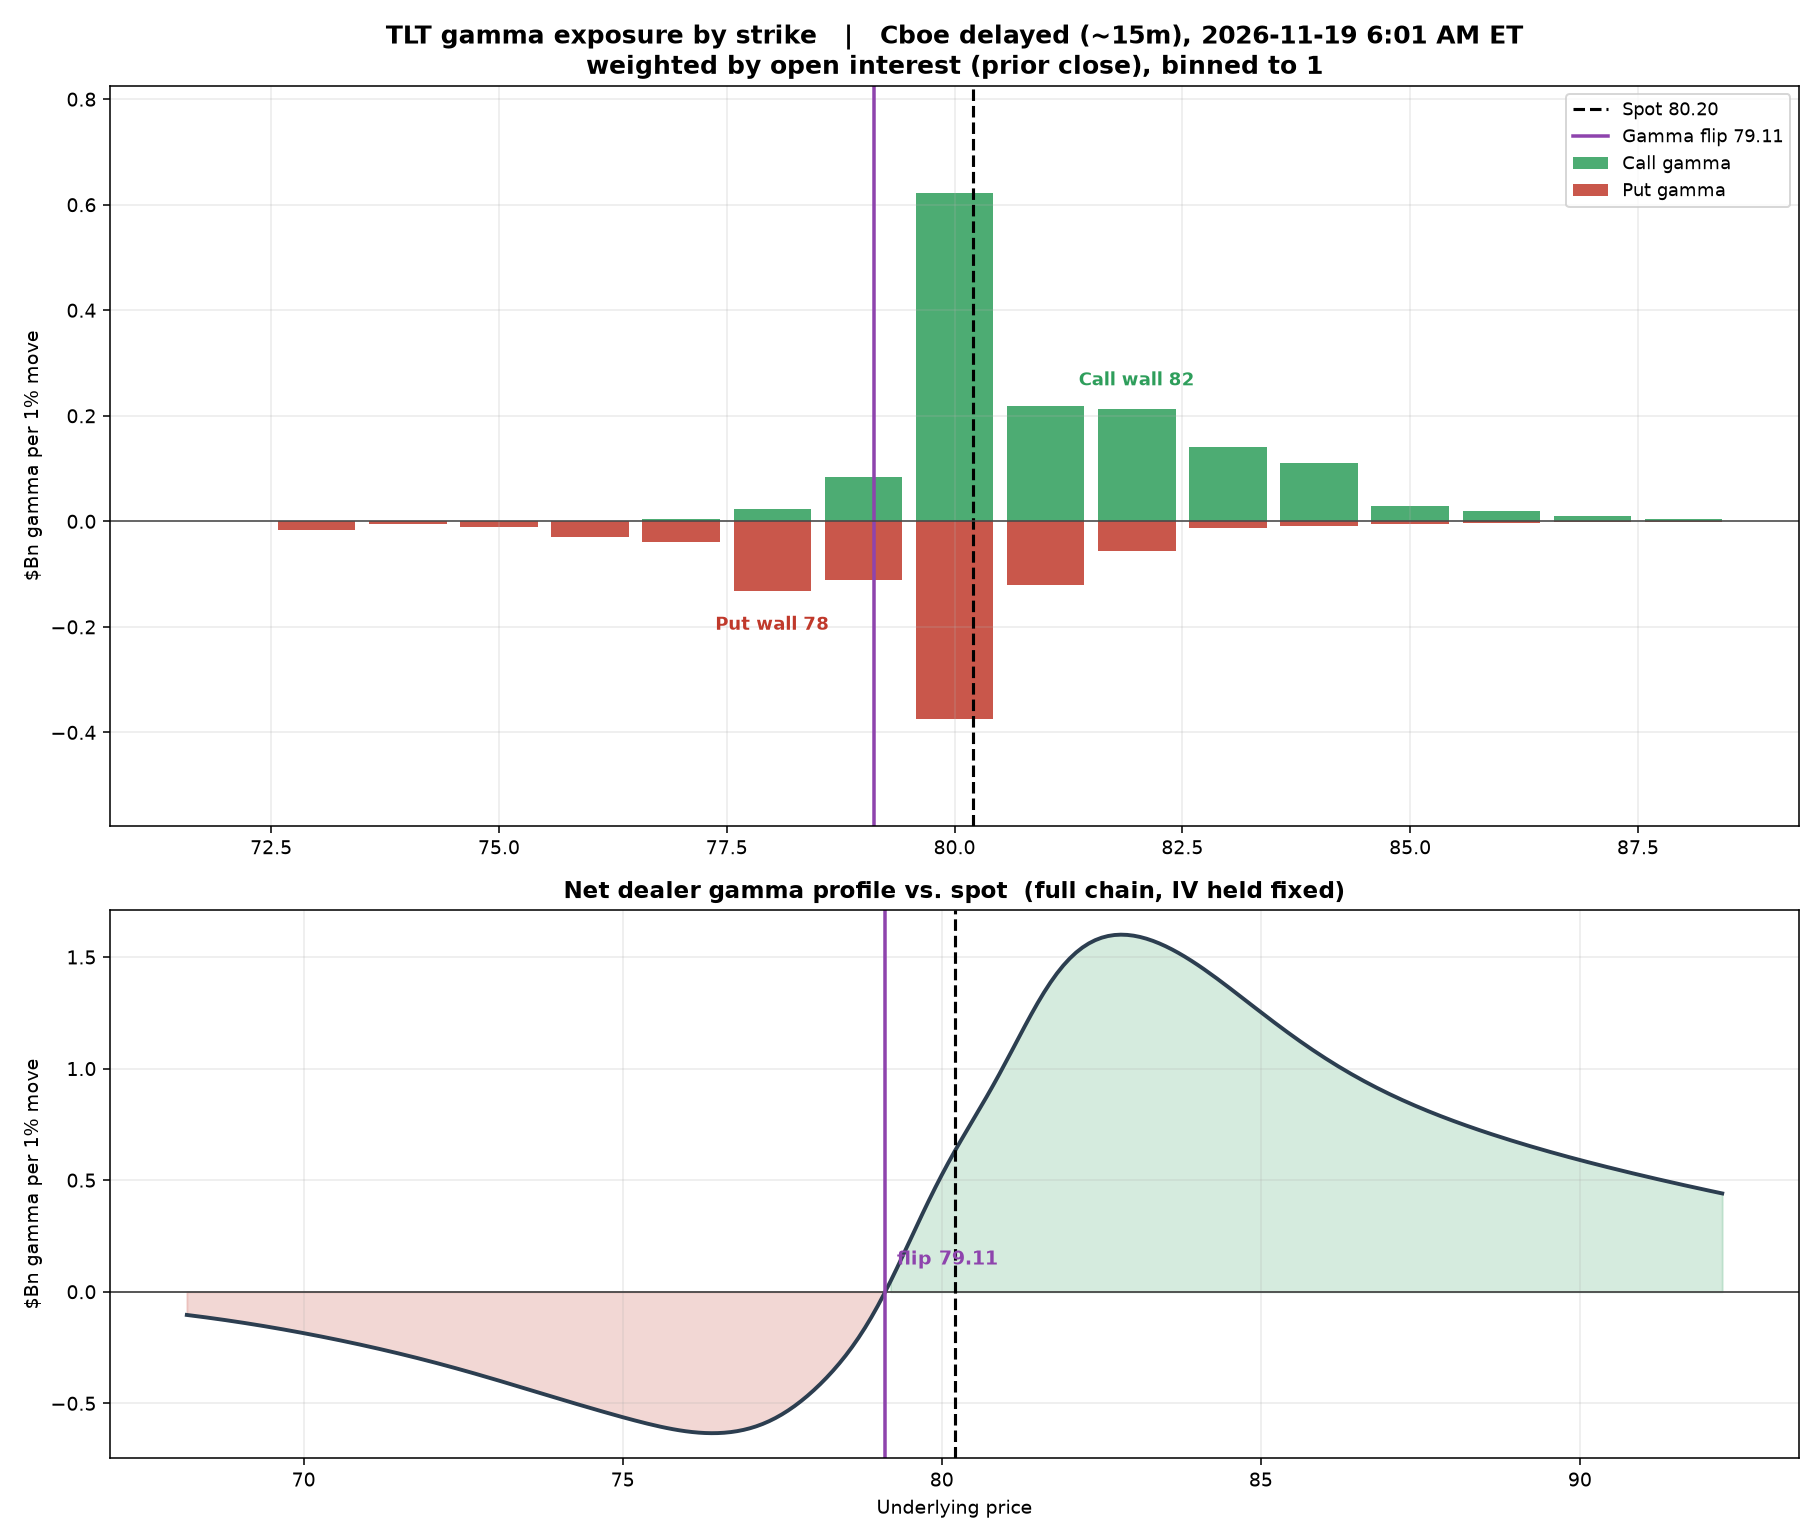 TLT gamma exposure by strike | Cboe delayed (~15m), 2026-11-19 6:01 AM ET
weighted by open interest (prior close), binned to 1
$Bn gamma per 1% move
0.8
0.6
0.4
0.2
0.0
−0.2
−0.4
Spot 80.20
Gamma flip 79.11
Call gamma
Put gamma
Call wall 82
Put wall 78
72.5
75.0
77.5
80.0
82.5
85.0
87.5
Net dealer gamma profile vs. spot (full chain, IV held fixed)
$Bn gamma per 1% move
1.5
1.0
0.5
0.0
−0.5
flip 79.11
70
75
80
85
90
Underlying price